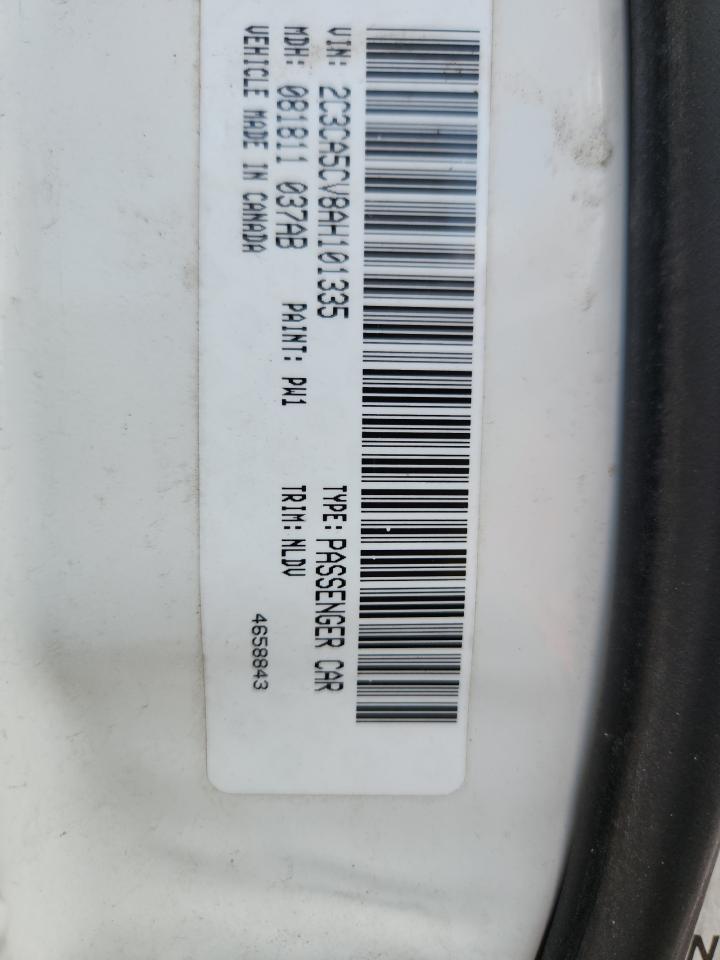 VIN: 2C3CA5CV8AH101335 TYPE: PASSENGER CAR
MDH: 081811 037AB PAINT: PW1 TRIM: NLDV
VEHICLE MADE IN CANADA 4658843